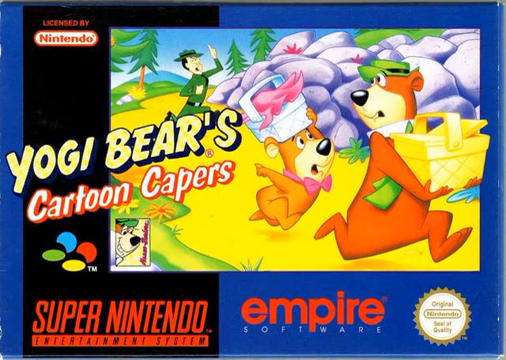 LICENSED BY
Nintendo
YOGI BEAR'S®
Cartoon Capers
TM
SUPER NINTENDO
ENTERTAINMENT SYSTEM
TM
empire®
SOFTWARE
Original
Nintendo
Seal of
Quality